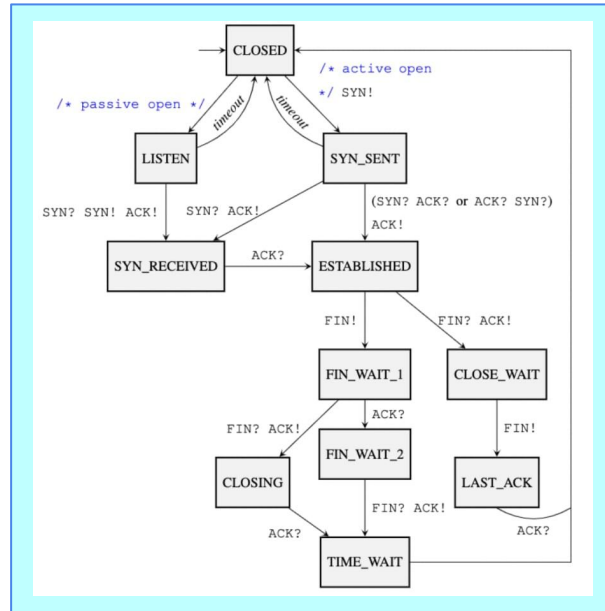 CLOSED
/* active open
*/ SYN!
/* passive open */
timeout
timeout
LISTEN
SYN_SENT
(SYN? ACK? or ACK? SYN?)
SYN? SYN! ACK!
SYN? ACK!
ACK!
SYN_RECEIVED
ACK?
ESTABLISHED
FIN!
FIN? ACK!
FIN_WAIT_1
CLOSE_WAIT
FIN? ACK!
ACK?
FIN!
FIN_WAIT_2
CLOSING
LAST_ACK
FIN? ACK!
ACK?
ACK?
TIME_WAIT